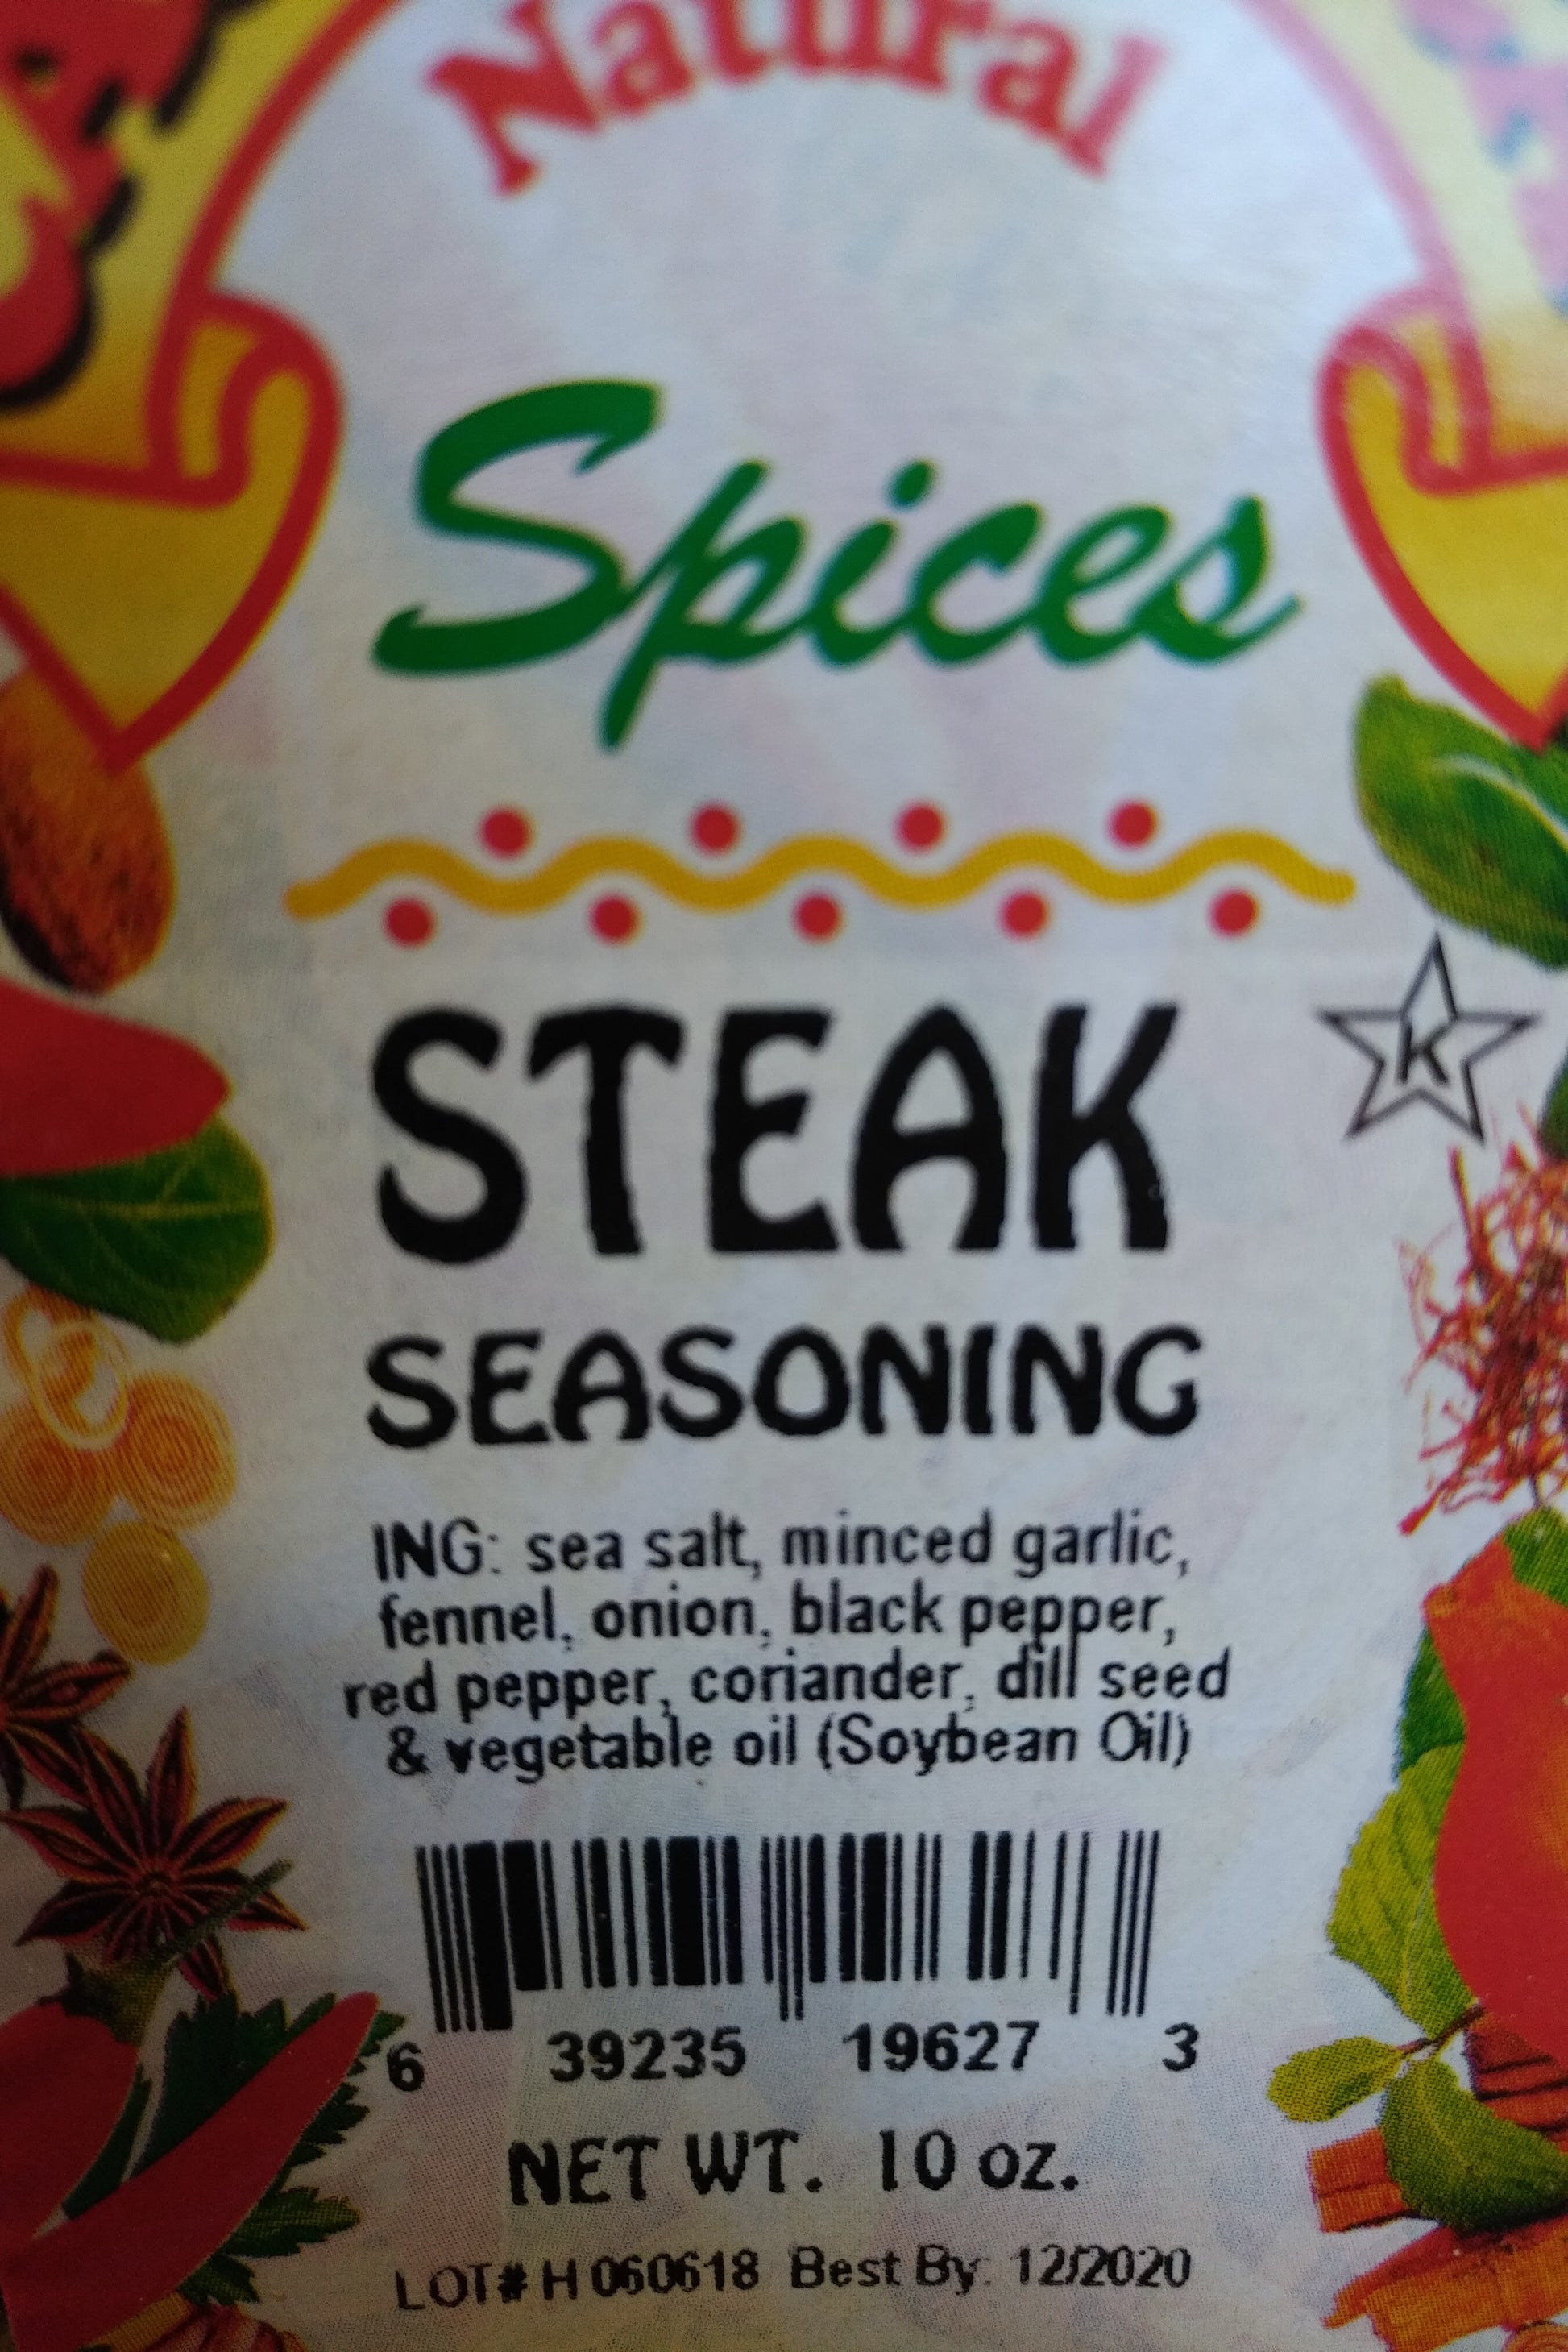 Natural
Spices
STEAK
K
SEASONING
ING: sea salt, minced garlic,
fennel, onion, black pepper,
red pepper, coriander, dill seed
& vegetable oil (Soybean Oil)
6 39235 19627 3
NET WT. 10 oz.
LOT# H 060618 Best By: 12/2020